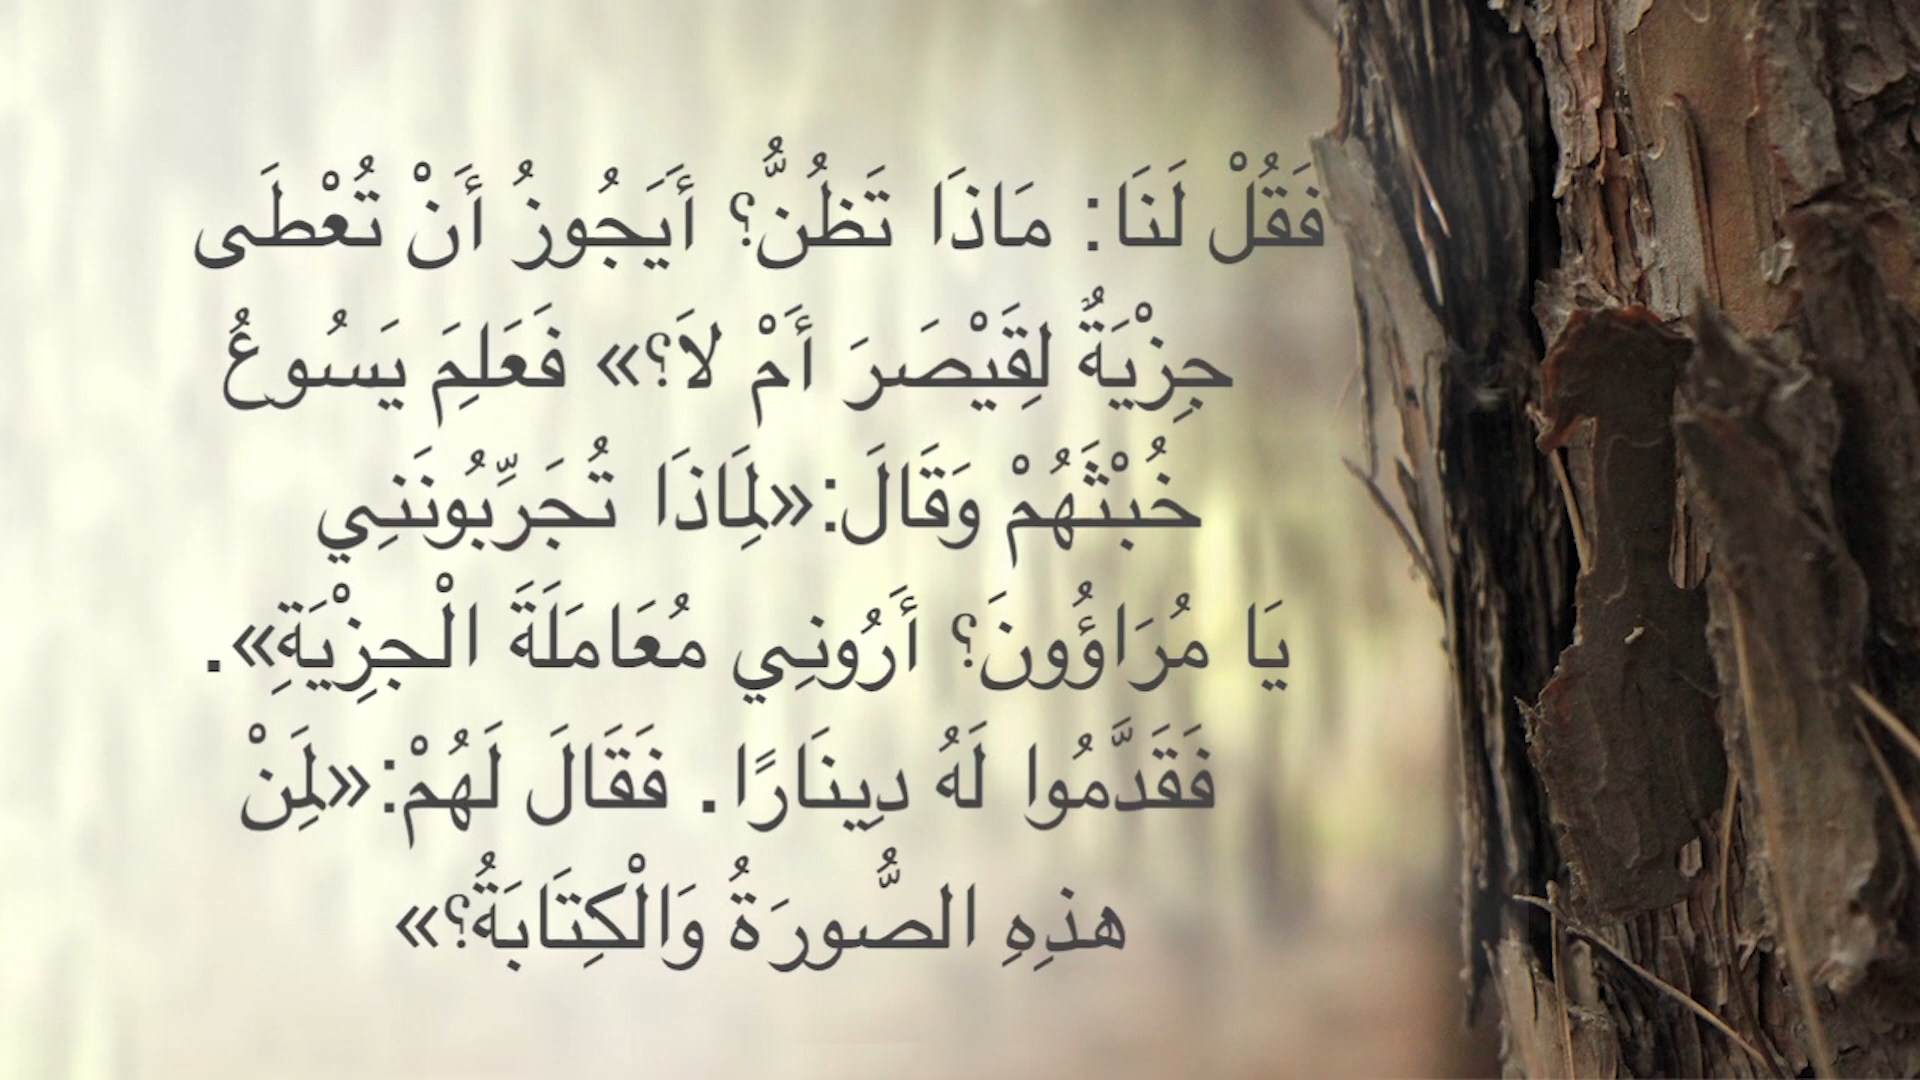 فَقُلْ لَنَا: مَاذَا تَظُنُّ؟ أَيَجُوزُ أَنْ تُعْطَى
جِزْيَةٌ لِقَيْصَرَ أَمْ لاَ؟» فَعَلِمَ يَسُوعُ
خُبْثَهُمْ وَقَالَ:«لِمَاذَا تُجَرِّبُونَنِي
يَا مُرَاؤُونَ؟ أَرُونِي مُعَامَلَةَ الْجِزْيَةِ».
فَقَدَّمُوا لَهُ دِينَارًا. فَقَالَ لَهُمْ:«لِمَنْ
هذِهِ الصُّورَةُ وَالْكِتَابَةُ؟»